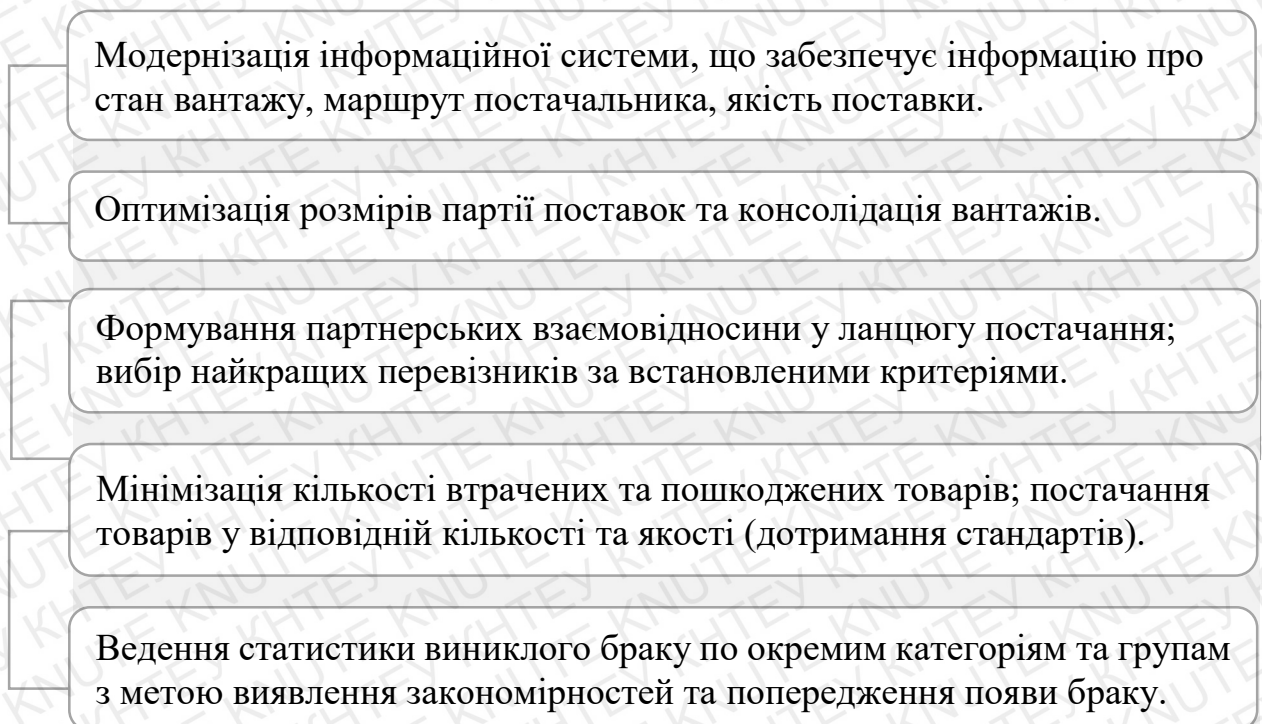 Модернізація інформаційної системи, що забезпечує інформацію про
стан вантажу, маршрут постачальника, якість поставки.
Оптимізація розмірів партії поставок та консолідація вантажів.
Формування партнерських взаємовідносини у ланцюгу постачання;
вибір найкращих перевізників за встановленими критеріями.
Мінімізація кількості втрачених та пошкоджених товарів; постачання
товарів у відповідній кількості та якості (дотримання стандартів).
Ведення статистики виниклого браку по окремим категоріям та групам
з метою виявлення закономірностей та попередження появи браку.